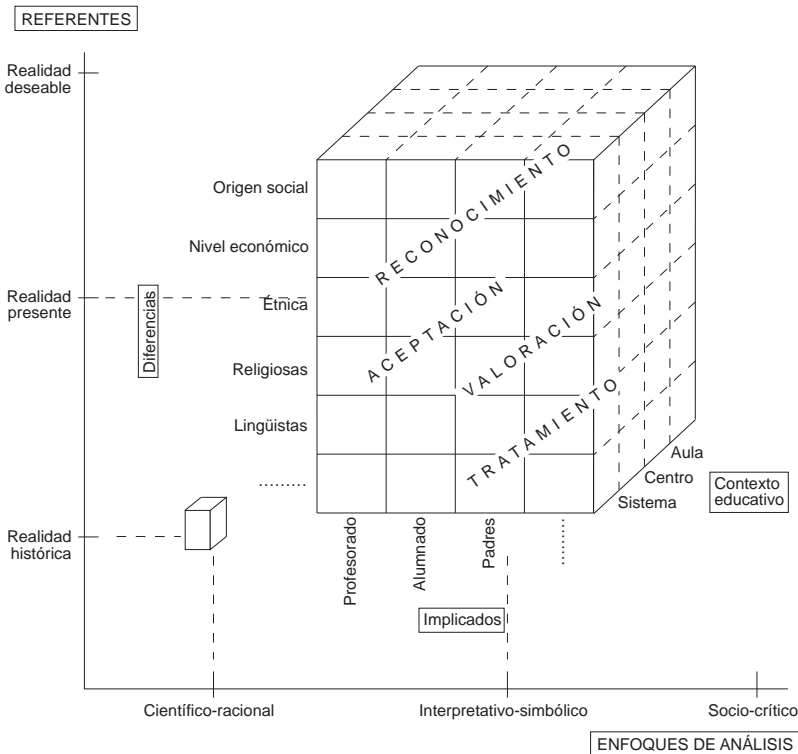 REFERENTES
Realidad
deseable
Origen social
Nivel económico
Realidad
presente
Diferencias
Étnica
Religiosas
Lingüistas
..........
Realidad
histórica
RECONOCIMIENTO
ACEPTACIÓN
VALORACIÓN
TRATAMIENTO
Aula
Centro
Sistema
Contexto
educativo
Profesorado
Alumnado
Padres
..........
Implicados
Científico-racional
Interpretativo-simbólico
Socio-crítico
ENFOQUES DE ANÁLISIS